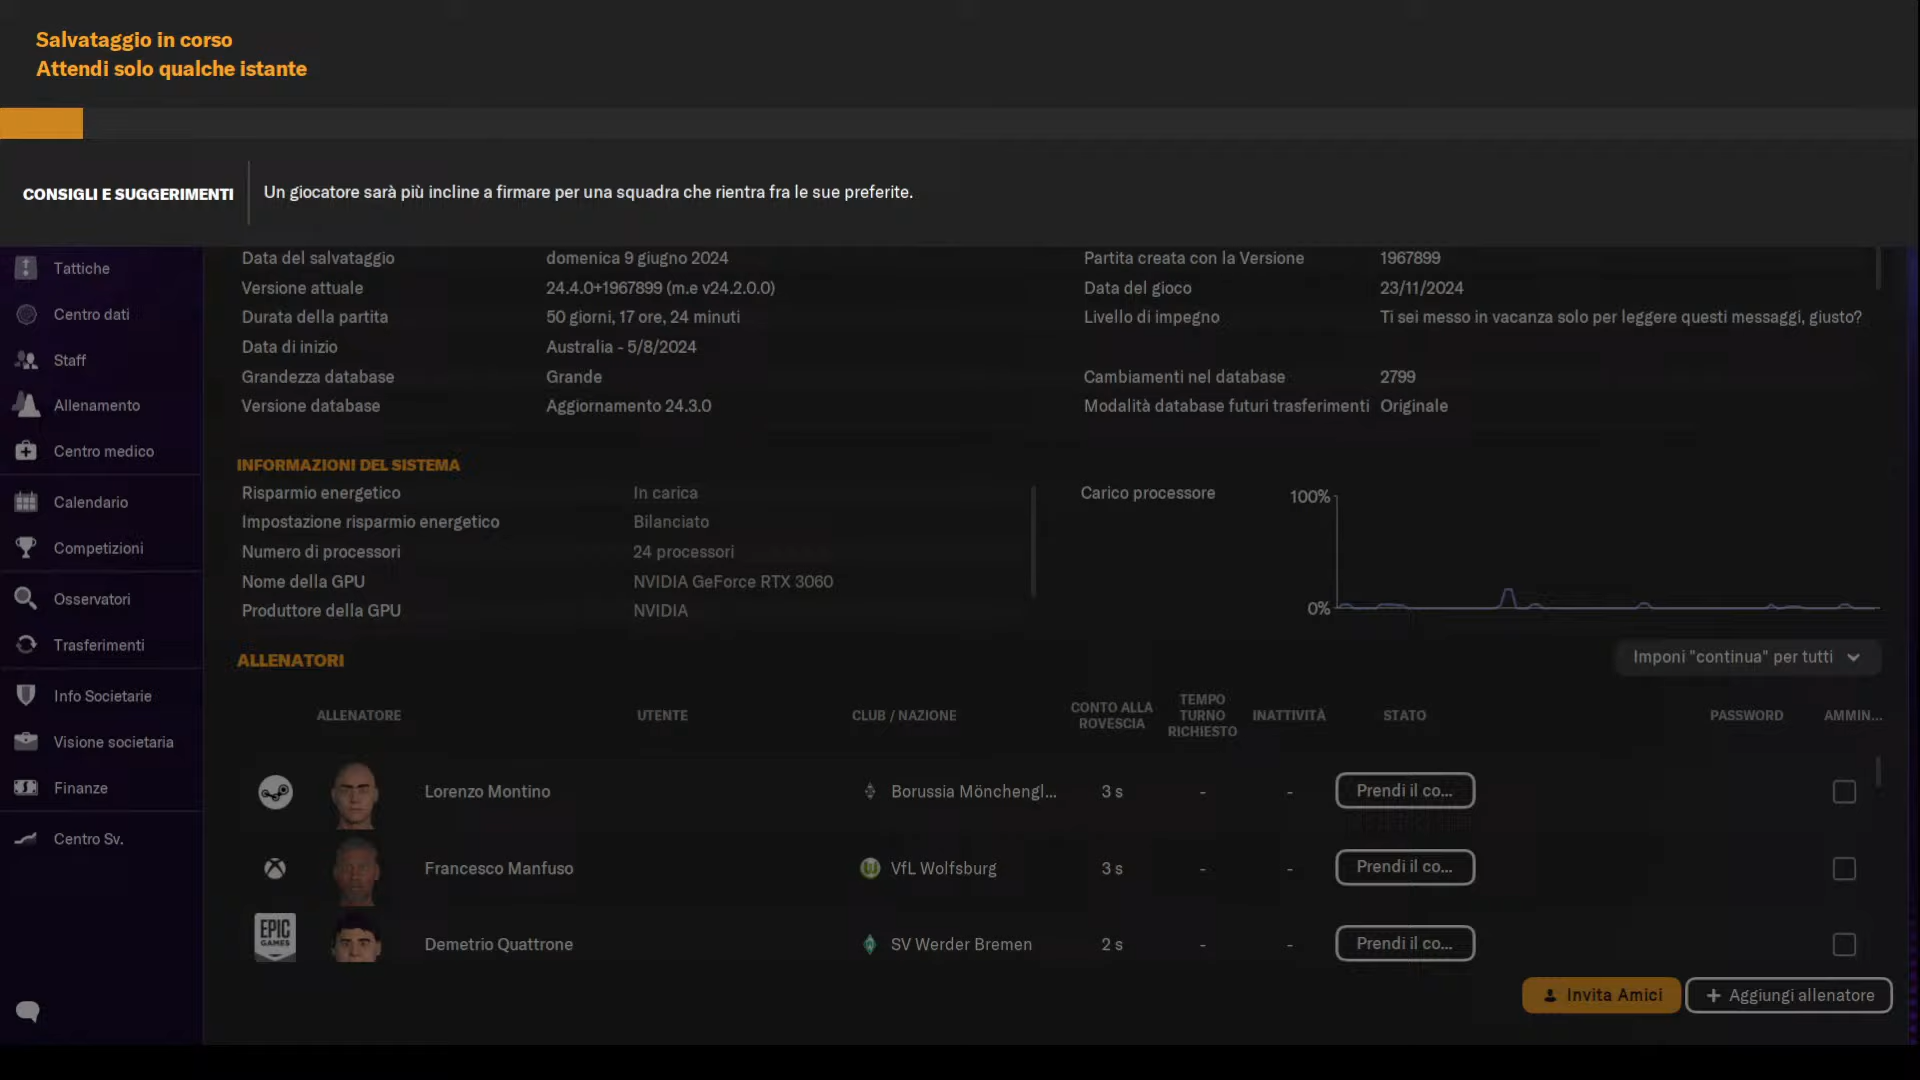 Salvataggio in corso
Attendi solo qualche istante
CONSIGLI E SUGGERIMENTI
Un giocatore sarà più incline a firmare per una squadra che rientra fra le sue preferite.
Tattiche
Centro dati
Staff
Allenamento
Centro medico
Calendario
Competizioni
Osservatori
Trasferimenti
Info Societarie
Visione societaria
Finanze
Centro Sv.
Data del salvataggio domenica 9 giugno 2024
Versione attuale 24.4.0+1967899 (m.e v24.2.0.0)
Durata della partita 50 giorni, 17 ore, 24 minuti
Data di inizio Australia - 5/8/2024
Grandezza database Grande
Versione database Aggiornamento 24.3.0
Partita creata con la Versione 1967899
Data del gioco 23/11/2024
Livello di impegno Ti sei messo in vacanza solo per leggere questi messaggi, giusto?
Cambiamenti nel database 2799
Modalità database futuri trasferimenti Originale
INFORMAZIONI DEL SISTEMA
Risparmio energetico In carica
Impostazione risparmio energetico Bilanciato
Numero di processori 24 processori
Nome della GPU NVIDIA GeForce RTX 3060
Produttore della GPU NVIDIA
Carico processore
100%
0%
ALLENATORI
Imponi "continua" per tutti
ALLENATORE UTENTE CLUB / NAZIONE CONTO ALLA ROVESCIA TEMPO TURNO RICHIESTO INATTIVITÀ STATO PASSWORD AMMIN...
Lorenzo Montino Borussia Mönchengl... 3 s - - Prendi il co...
Francesco Manfuso VfL Wolfsburg 3 s - - Prendi il co...
EPIC GAMES Demetrio Quattrone SV Werder Bremen 2 s - - Prendi il co...
Invita Amici
+ Aggiungi allenatore